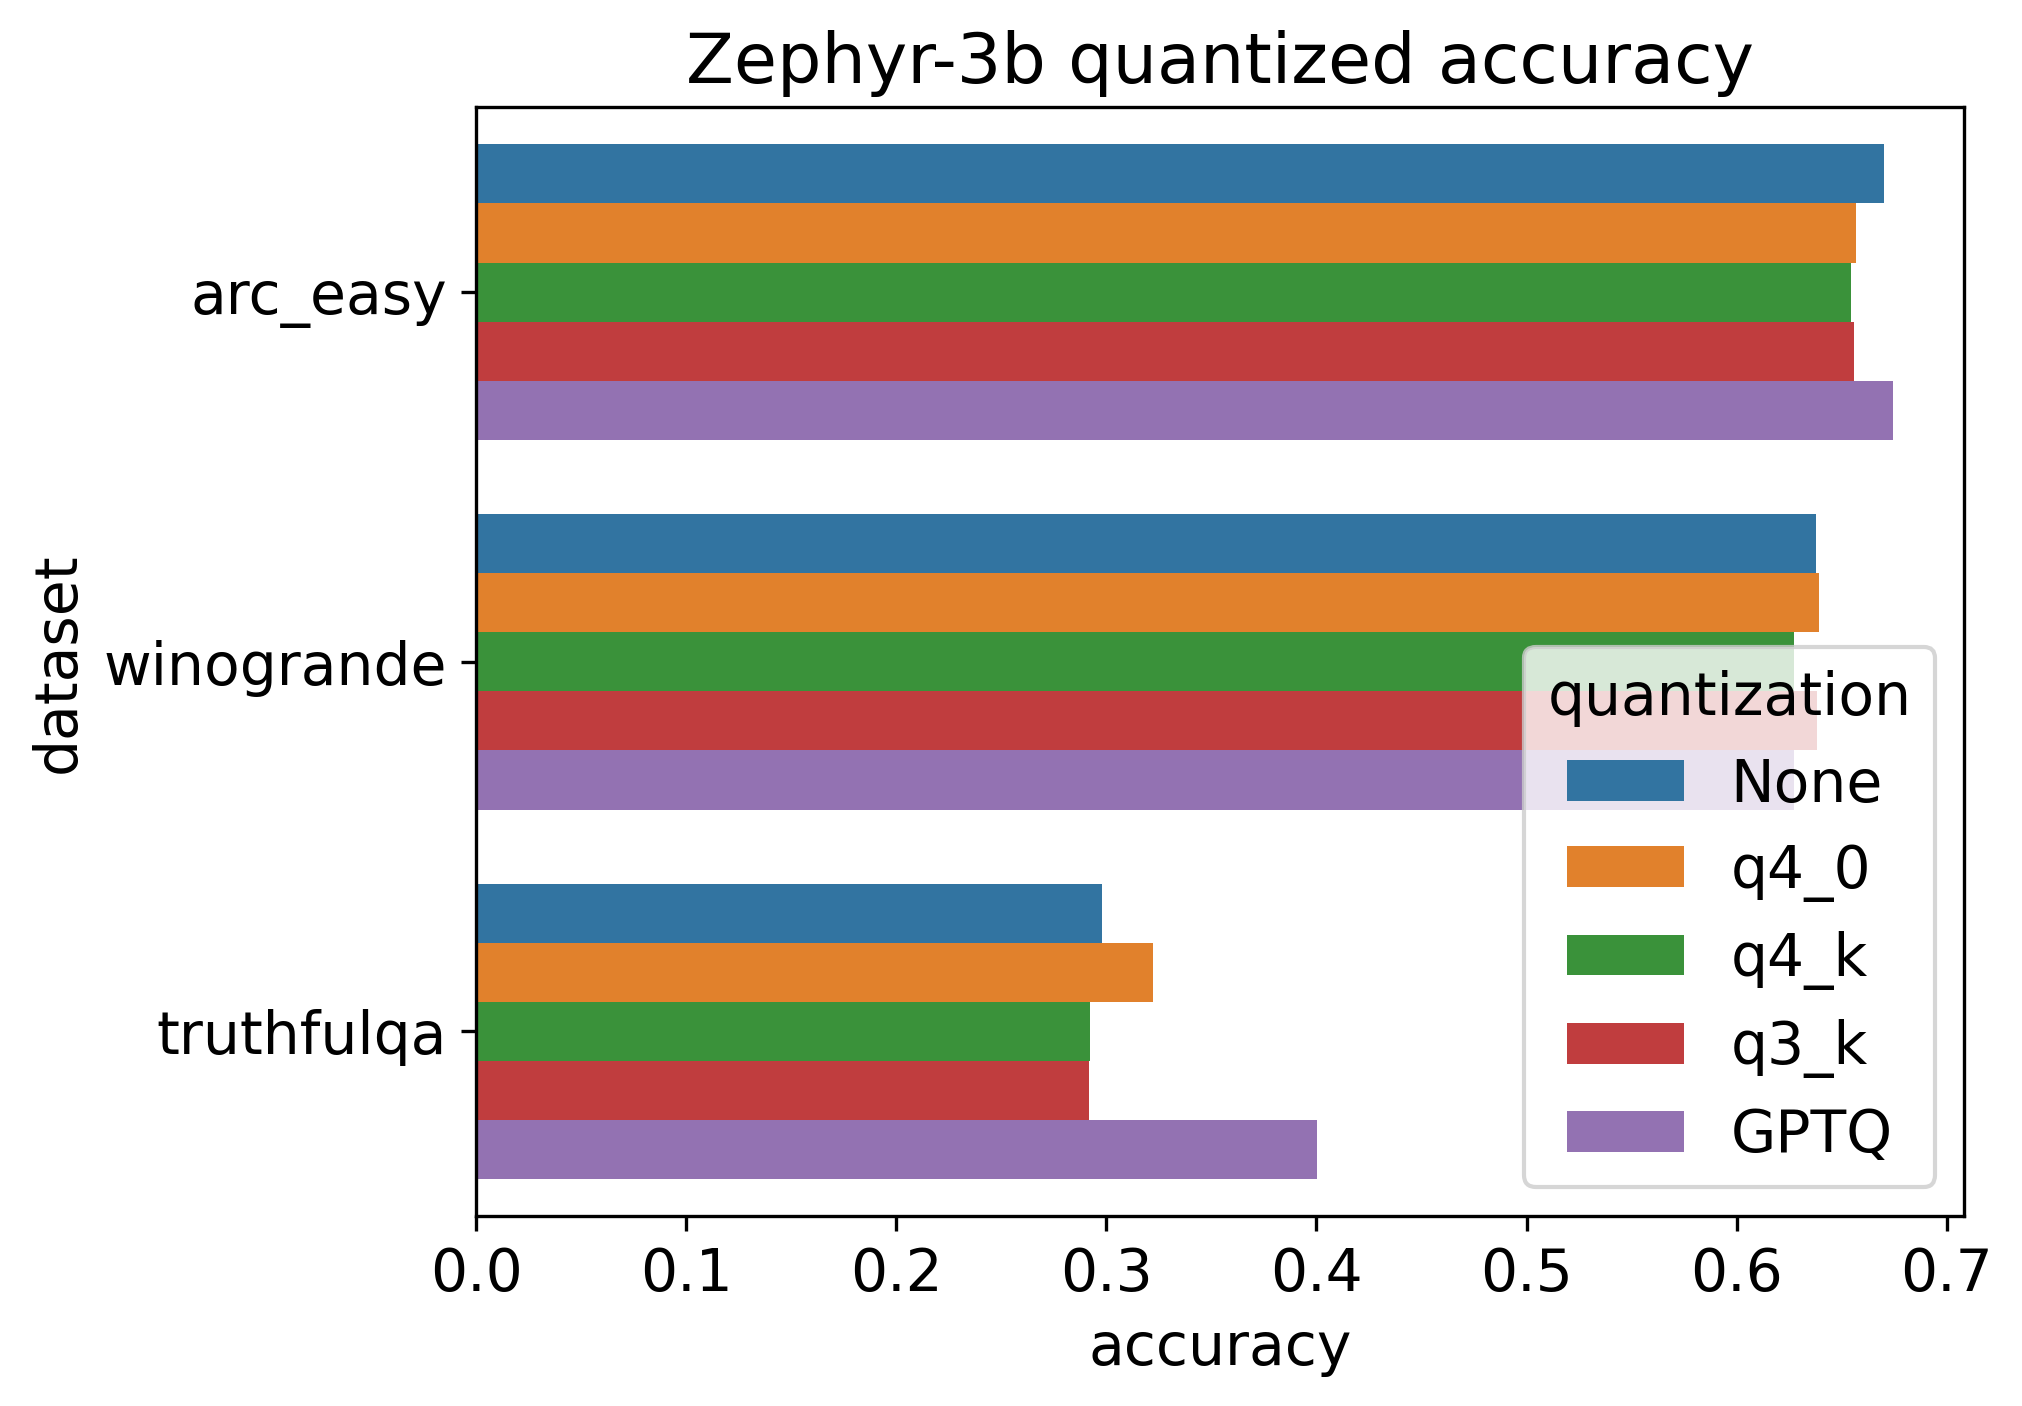 Zephyr-3b quantized accuracy
dataset
arc_easy
winogrande
truthfulqa
quantization
None
q4_0
q4_k
q3_k
GPTQ
0.0 0.1 0.2 0.3 0.4 0.5 0.6 0.7
accuracy